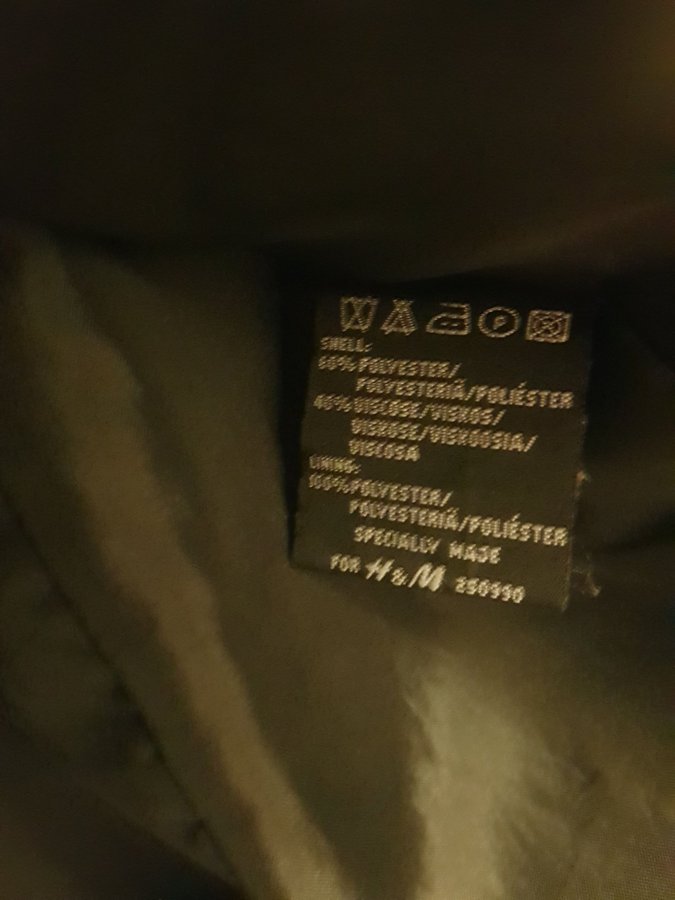 P
SHELL:
60% POLYESTER/
POLYESTERIÄ/POLIÉSTER
40% VISCOSE/VISKOS/
VISKOSE/VISKOOSIA/
VISCOSA
LINING:
100% POLYESTER/
POLYESTERIÄ/POLIÉSTER
SPECIALLY MADE
FOR H&M 250990